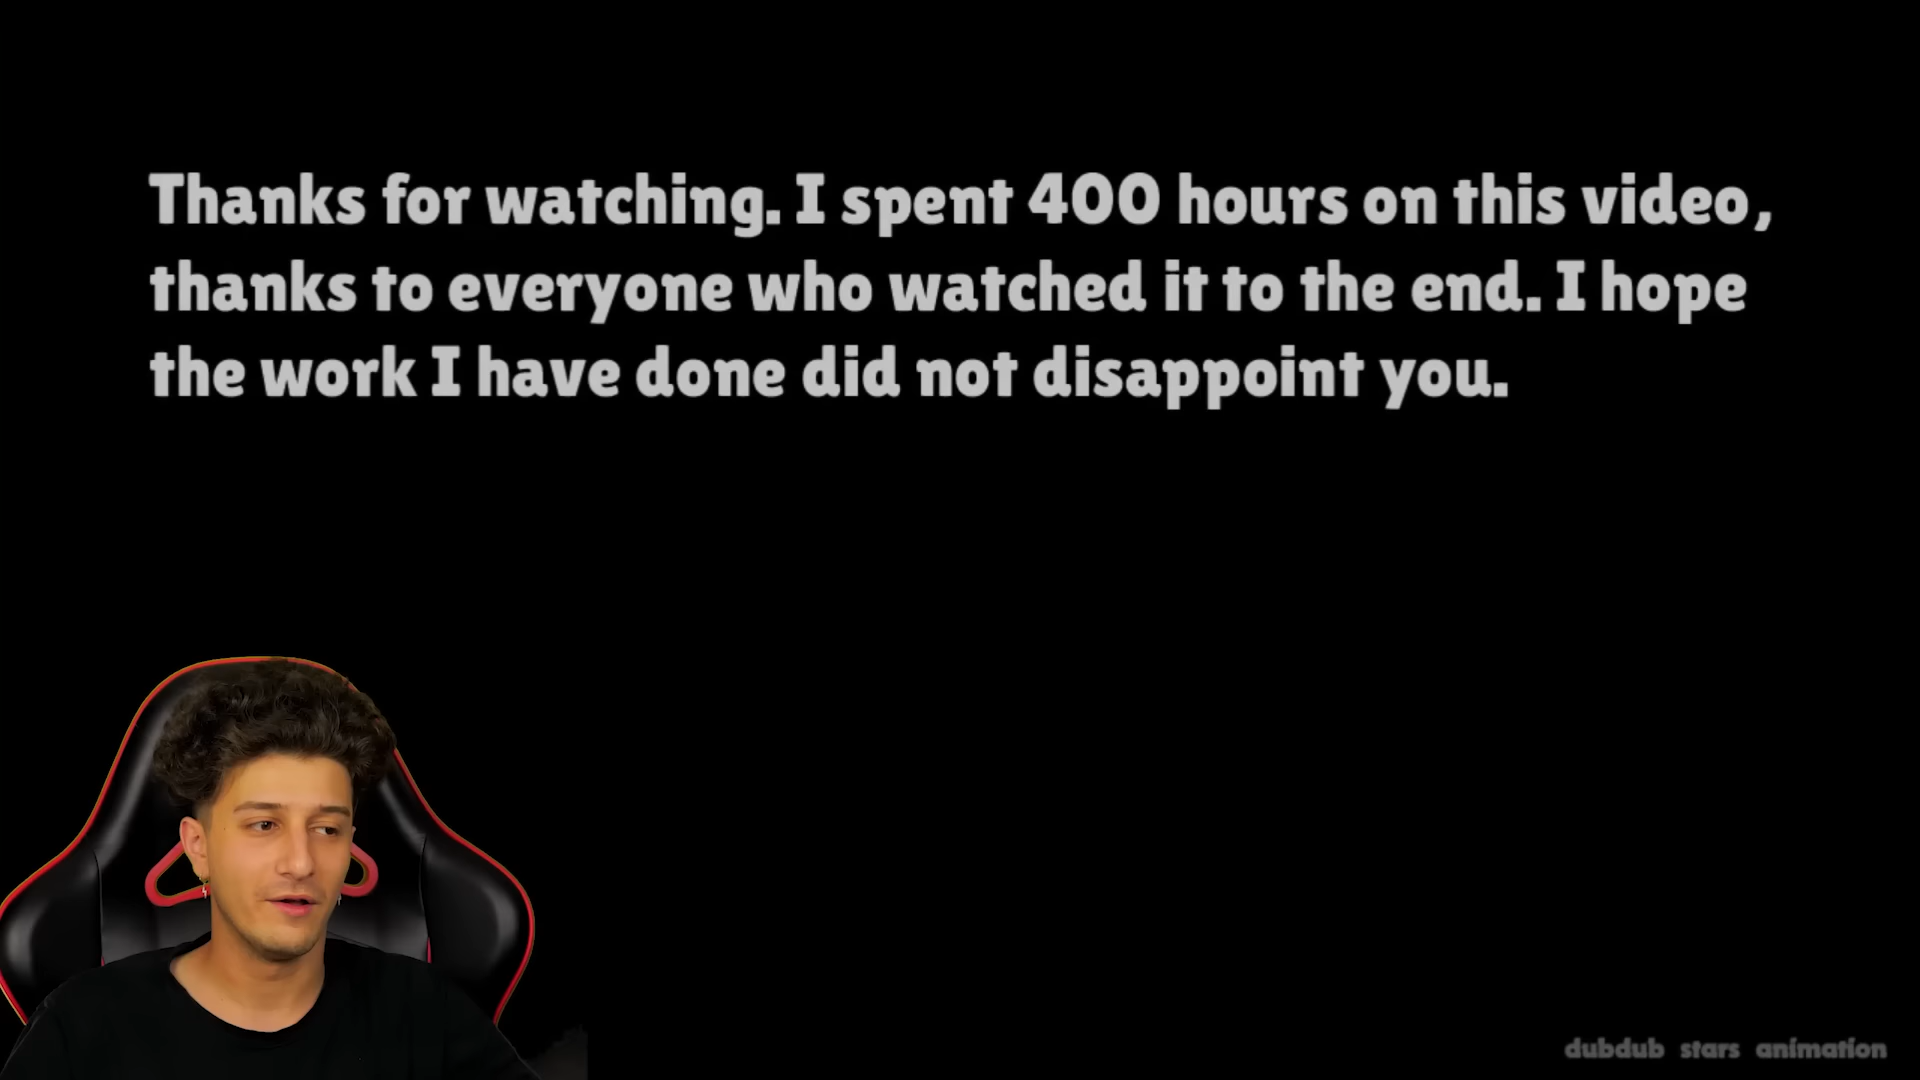 Thanks for watching. I spent 400 hours on this video,
thanks to everyone who watched it to the end. I hope
the work I have done did not disappoint you.
dubdub stars animation